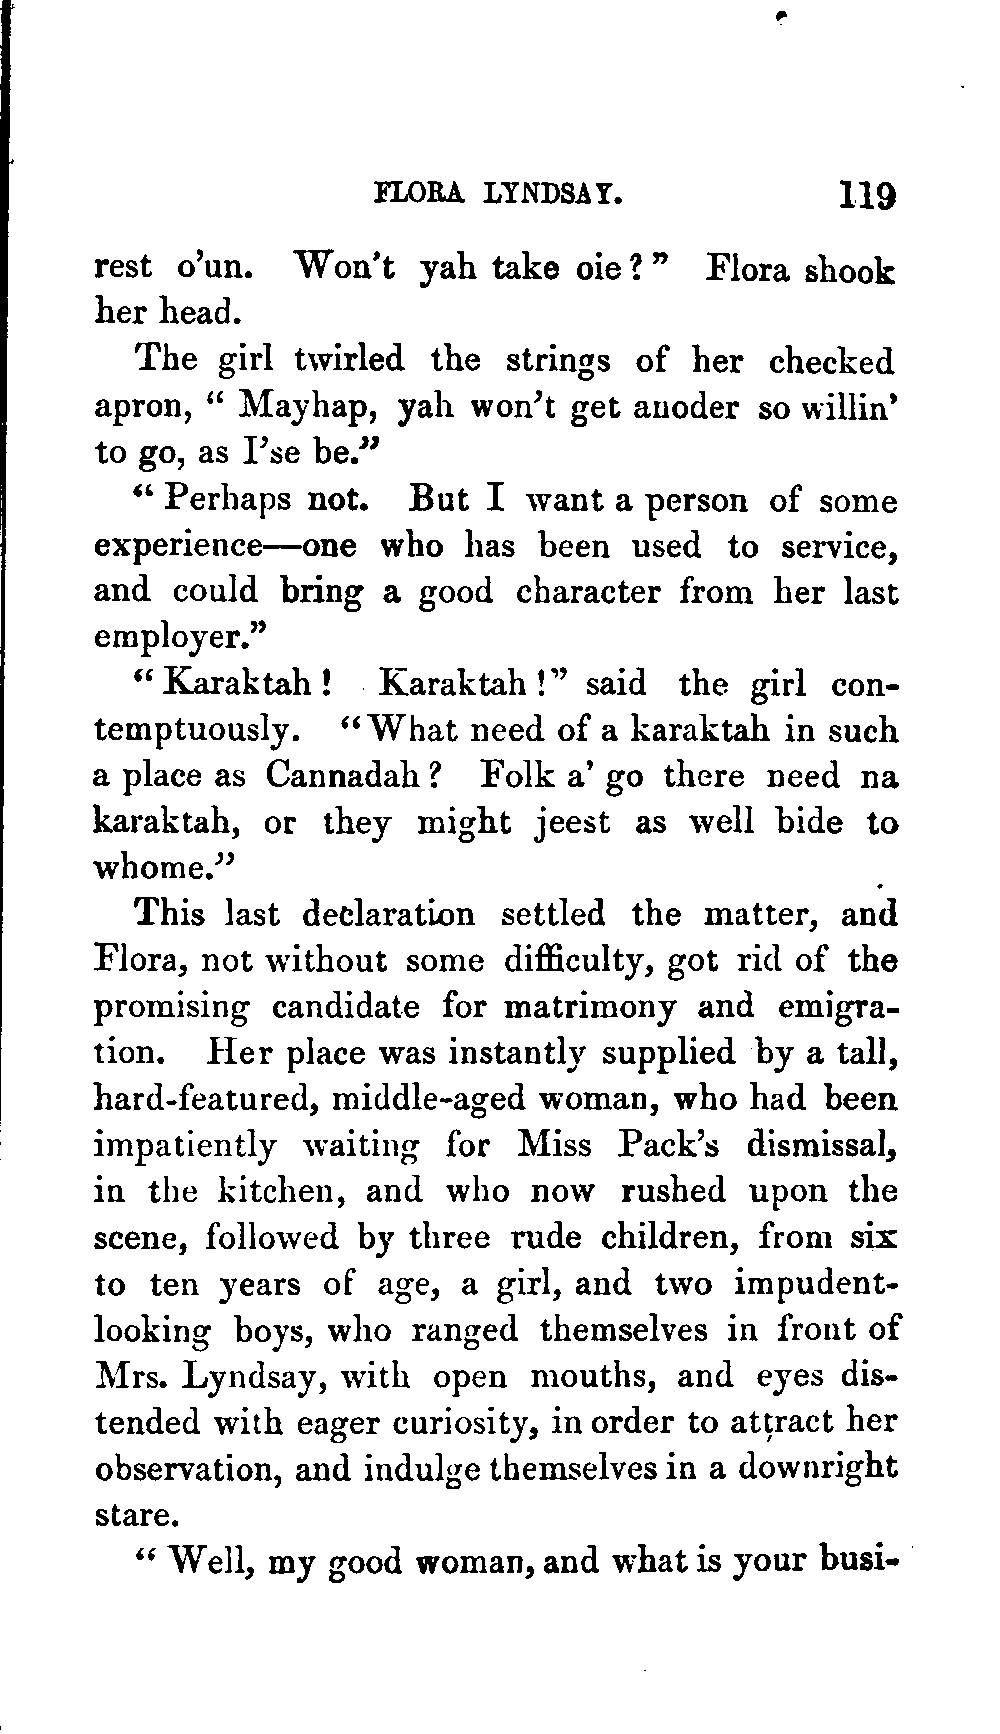 FLORA LYNDSAY. 119
rest o'un. Won't yah take oie?" Flora shook
her head.
The girl twirled the strings of her checked
apron, "Mayhap, yah won't get anoder so willin'
to go, as I'se be."
"Perhaps not. But I want a person of some
experience—one who has been used to service,
and could bring a good character from her last
employer."
"Karaktah! Karaktah!" said the girl con-
temptuously. "What need of a karaktah in such
a place as Cannadah? Folk a' go there need na
karaktah, or they might jeest as well bide to
whome."
This last declaration settled the matter, and
Flora, not without some difficulty, got rid of the
promising candidate for matrimony and emigra-
tion. Her place was instantly supplied by a tall,
hard-featured, middle-aged woman, who had been
impatiently waiting for Miss Pack's dismissal,
in the kitchen, and who now rushed upon the
scene, followed by three rude children, from six
to ten years of age, a girl, and two impudent-
looking boys, who ranged themselves in front of
Mrs. Lyndsay, with open mouths, and eyes dis-
tended with eager curiosity, in order to attract her
observation, and indulge themselves in a downright
stare.
"Well, my good woman, and what is your busi-